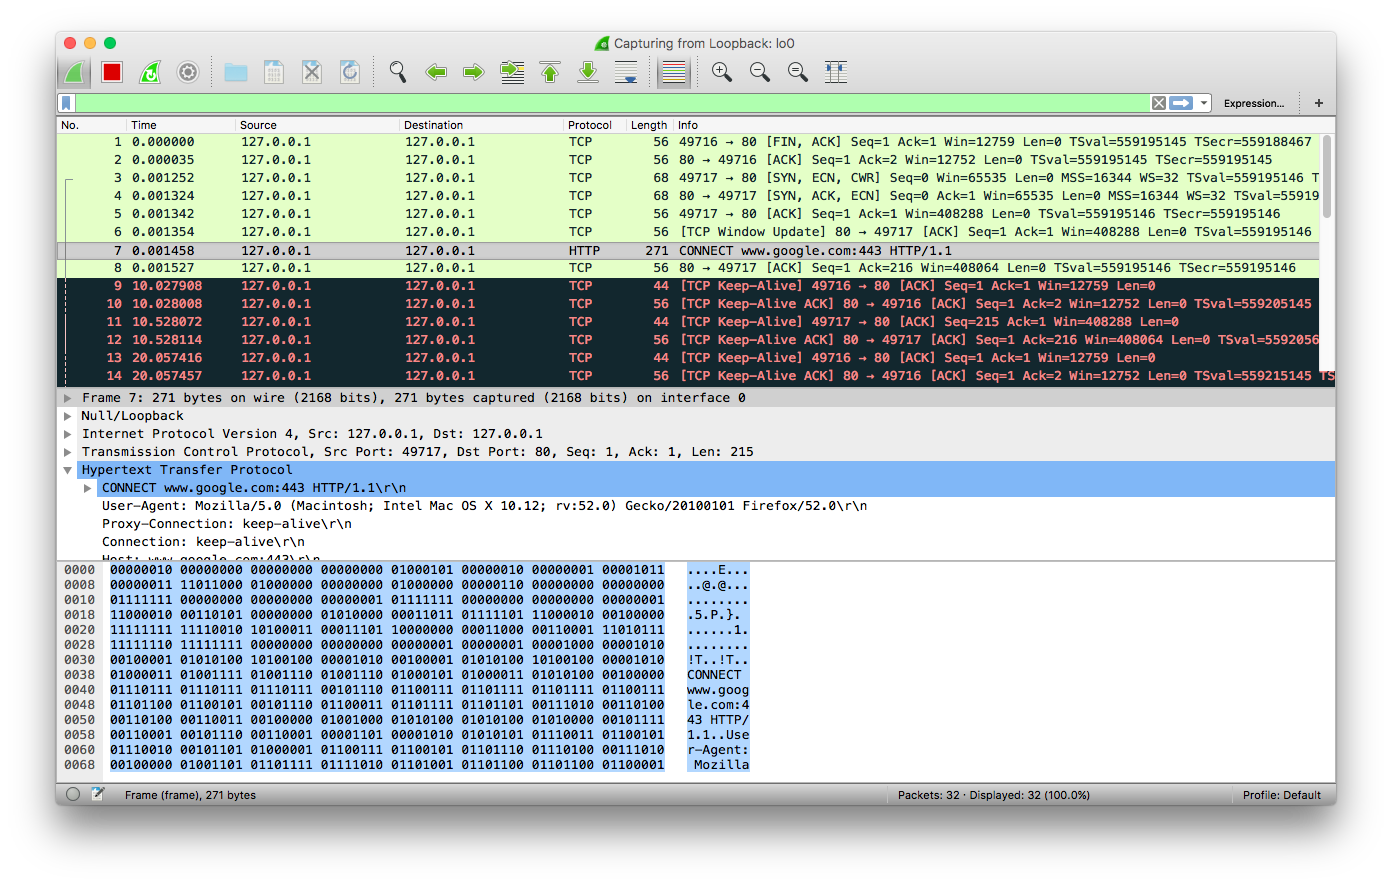 Capturing from Loopback: lo0
Expression... +
No. Time Source Destination Protocol Length Info
1 0.000000 127.0.0.1 127.0.0.1 TCP 56 49716 → 80 [FIN, ACK] Seq=1 Ack=1 Win=12759 Len=0 TSval=559195145 TSecr=559188467
2 0.000035 127.0.0.1 127.0.0.1 TCP 56 80 → 49716 [ACK] Seq=1 Ack=2 Win=12752 Len=0 TSval=559195145 TSecr=559195145
3 0.001252 127.0.0.1 127.0.0.1 TCP 68 49717 → 80 [SYN, ECN, CWR] Seq=0 Win=65535 Len=0 MSS=16344 WS=32 TSval=559195146 T
4 0.001324 127.0.0.1 127.0.0.1 TCP 68 80 → 49717 [SYN, ACK, ECN] Seq=0 Ack=1 Win=65535 Len=0 MSS=16344 WS=32 TSval=55919
5 0.001342 127.0.0.1 127.0.0.1 TCP 56 49717 → 80 [ACK] Seq=1 Ack=1 Win=408288 Len=0 TSval=559195146 TSecr=559195146
6 0.001354 127.0.0.1 127.0.0.1 TCP 56 [TCP Window Update] 80 → 49717 [ACK] Seq=1 Ack=1 Win=408288 Len=0 TSval=559195146
7 0.001458 127.0.0.1 127.0.0.1 HTTP 271 CONNECT www.google.com:443 HTTP/1.1
8 0.001527 127.0.0.1 127.0.0.1 TCP 56 80 → 49717 [ACK] Seq=1 Ack=216 Win=408064 Len=0 TSval=559195146 TSecr=559195146
9 10.027908 127.0.0.1 127.0.0.1 TCP 44 [TCP Keep-Alive] 49716 → 80 [ACK] Seq=1 Ack=1 Win=12759 Len=0
10 10.028008 127.0.0.1 127.0.0.1 TCP 56 [TCP Keep-Alive ACK] 80 → 49716 [ACK] Seq=1 Ack=2 Win=12752 Len=0 TSval=559205145
11 10.528072 127.0.0.1 127.0.0.1 TCP 44 [TCP Keep-Alive] 49717 → 80 [ACK] Seq=215 Ack=1 Win=408288 Len=0
12 10.528114 127.0.0.1 127.0.0.1 TCP 56 [TCP Keep-Alive ACK] 80 → 49717 [ACK] Seq=1 Ack=216 Win=408064 Len=0 TSval=5592056
13 20.057416 127.0.0.1 127.0.0.1 TCP 44 [TCP Keep-Alive] 49716 → 80 [ACK] Seq=1 Ack=1 Win=12759 Len=0
14 20.057457 127.0.0.1 127.0.0.1 TCP 56 [TCP Keep-Alive ACK] 80 → 49716 [ACK] Seq=1 Ack=2 Win=12752 Len=0 TSval=559215145 TS
Frame 7: 271 bytes on wire (2168 bits), 271 bytes captured (2168 bits) on interface 0
Null/Loopback
Internet Protocol Version 4, Src: 127.0.0.1, Dst: 127.0.0.1
Transmission Control Protocol, Src Port: 49717, Dst Port: 80, Seq: 1, Ack: 1, Len: 215
Hypertext Transfer Protocol
CONNECT www.google.com:443 HTTP/1.1\r\n
User-Agent: Mozilla/5.0 (Macintosh; Intel Mac OS X 10.12; rv:52.0) Gecko/20100101 Firefox/52.0\r\n
Proxy-Connection: keep-alive\r\n
Connection: keep-alive\r\n
Host: www.google.com:443\r\n
0000 00000010 00000000 00000000 00000000 01000101 00000010 00000001 00001011 ....E...
0008 00000011 11011000 01000000 00000000 01000000 00000110 00000000 00000000 ..@.@...
0010 01111111 00000000 00000000 00000001 01111111 00000000 00000000 00000001 ........
0018 11000010 00110101 00000000 01010000 00011011 01111101 11000010 00100000 .5.P.}.
0020 11111111 11110010 10100011 00011101 10000000 00011000 00110001 11010111 ......1.
0028 11111110 11111111 00000000 00000000 00000001 00000001 00001000 00001010 ........
0030 00100001 01010100 10100100 00001010 00100001 01010100 10100100 00001010 !T..!T..
0038 01000011 01001111 01001110 01001110 01000101 01000011 01010100 00100000 CONNECT
0040 01110111 01110111 01110111 00101110 01100111 01101111 01101111 01100111 www.goog
0048 01101100 01100101 00101110 01100011 01101111 01101101 00111010 00110100 le.com:4
0050 00110100 00110011 00100000 01001000 01010100 01010100 01010000 00101111 43 HTTP/
0058 00110001 00101110 00110001 00001101 00001010 01010101 01110011 01100101 1.1..Use
0060 01110010 00101101 01000001 01100111 01100101 01101110 01110100 00111010 r-Agent:
0068 00100000 01001101 01101111 01111010 01101001 01101100 01101100 01100001 Mozilla
Frame (frame), 271 bytes Packets: 32 · Displayed: 32 (100.0%) Profile: Default